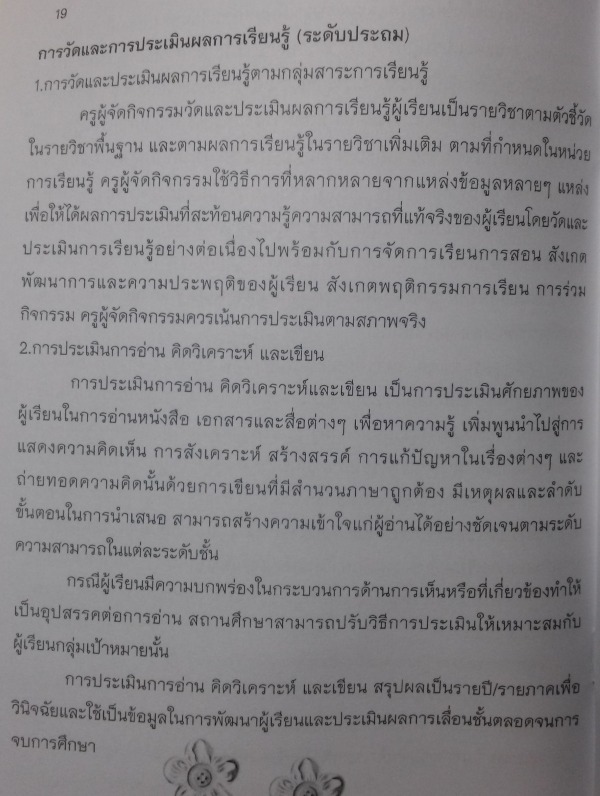 19
การวัดและการประเมินผลการเรียนรู้ (ระดับประถม)
1.การวัดและประเมินผลการเรียนรู้ตามกลุ่มสาระการเรียนรู้
ครูผู้จัดกิจกรรมวัดและประเมินผลการเรียนรู้ผู้เรียนเป็นรายวิชาตามตัวชี้วัด
ในรายวิชาพื้นฐาน และตามผลการเรียนรู้ในรายวิชาเพิ่มเติม ตามที่กำหนดในหน่วย
การเรียนรู้ ครูผู้จัดกิจกรรมใช้วิธีการที่หลากหลายจากแหล่งข้อมูลหลายๆ แหล่ง
เพื่อให้ได้ผลการประเมินที่สะท้อนความรู้ความสามารถที่แท้จริงของผู้เรียนโดยวัดและ
ประเมินการเรียนรู้อย่างต่อเนื่องไปพร้อมกับการจัดการเรียนการสอน สังเกต
พัฒนาการและความประพฤติของผู้เรียน สังเกตพฤติกรรมการเรียน การร่วม
กิจกรรม ครูผู้จัดกิจกรรมควรเน้นการประเมินตามสภาพจริง
2.การประเมินการอ่าน คิดวิเคราะห์ และเขียน
การประเมินการอ่าน คิดวิเคราะห์และเขียน เป็นการประเมินศักยภาพของ
ผู้เรียนในการอ่านหนังสือ เอกสารและสื่อต่างๆ เพื่อหาความรู้ เพิ่มพูนนำไปสู่การ
แสดงความคิดเห็น การสังเคราะห์ สร้างสรรค์ การแก้ปัญหาในเรื่องต่างๆ และ
ถ่ายทอดความคิดนั้นด้วยการเขียนที่มีสำนวนภาษาถูกต้อง มีเหตุผลและลำดับ
ขั้นตอนในการนำเสนอ สามารถสร้างความเข้าใจแก่ผู้อ่านได้อย่างชัดเจนตามระดับ
ความสามารถในแต่ละระดับชั้น
กรณีผู้เรียนมีความบกพร่องในกระบวนการด้านการเห็นหรือที่เกี่ยวข้องทำให้
เป็นอุปสรรคต่อการอ่าน สถานศึกษาสามารถปรับวิธีการประเมินให้เหมาะสมกับ
ผู้เรียนกลุ่มเป้าหมายนั้น
การประเมินการอ่าน คิดวิเคราะห์ และเขียน สรุปผลเป็นรายปี/รายภาคเพื่อ
วินิจฉัยและใช้เป็นข้อมูลในการพัฒนาผู้เรียนและประเมินผลการเลื่อนชั้นตลอดจนการ
จบการศึกษา